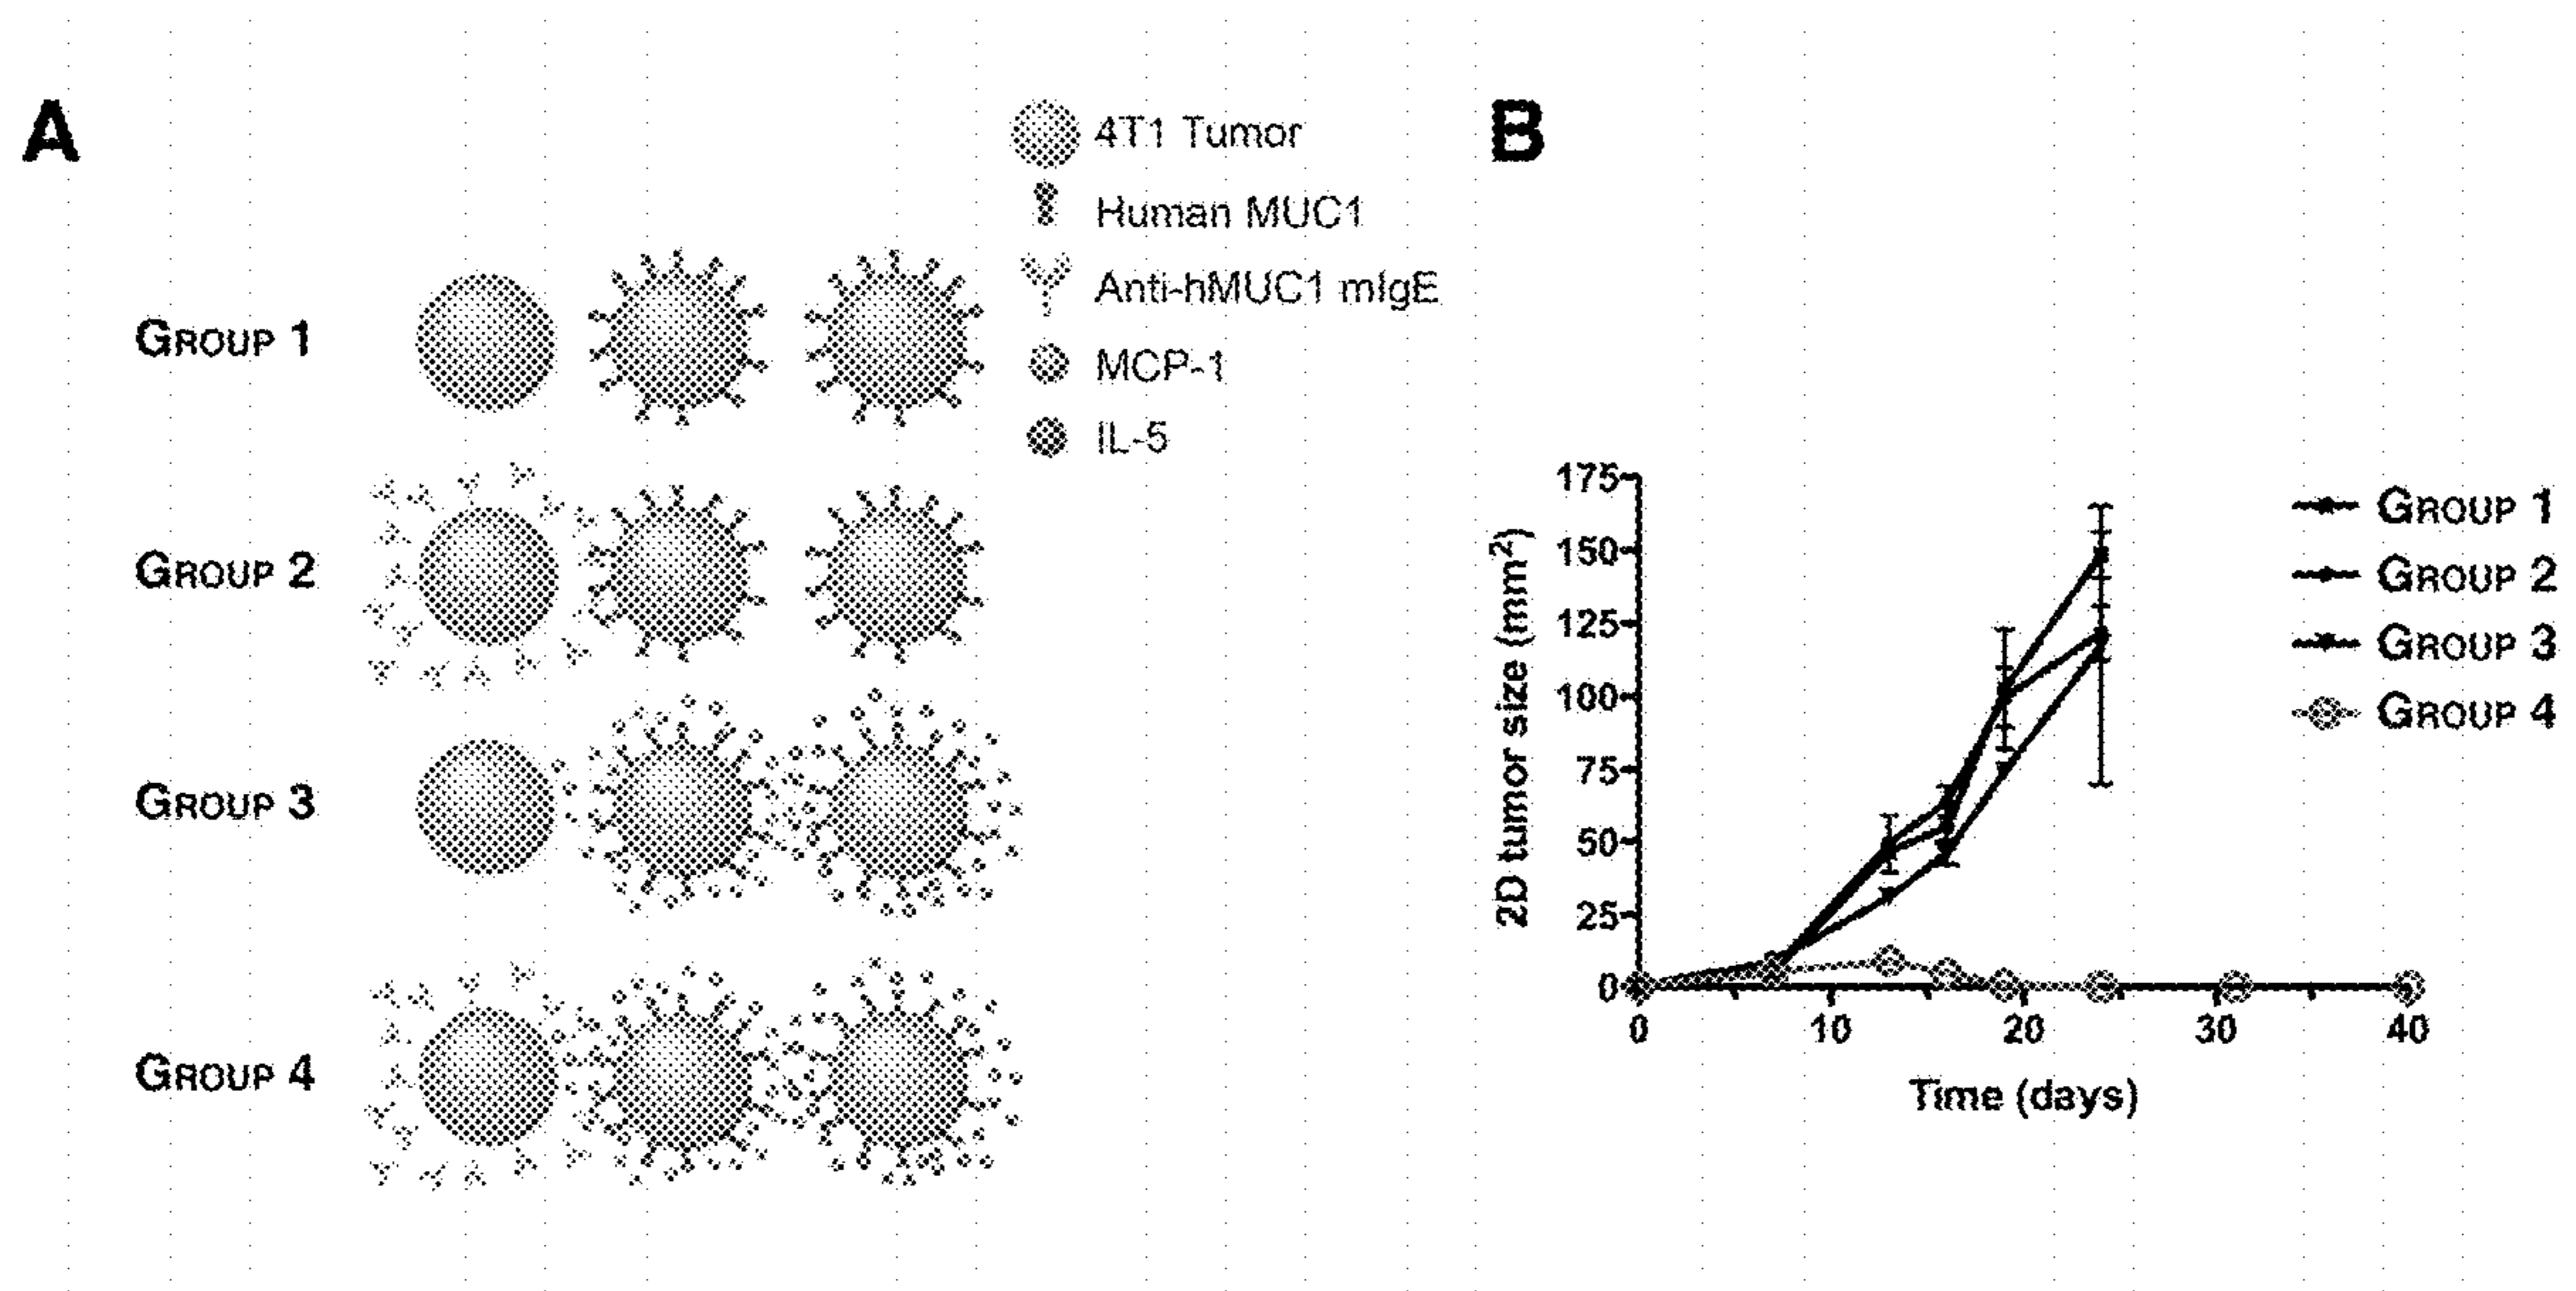 A
4T1 Tumor
Human MUC1
Anti-hMUC1 mIgE
MCP-1
IL-5
GROUP 1
GROUP 2
GROUP 3
GROUP 4
B
175
150
125
100
75
50
25
0
2D tumor size (mm²)
0 10 20 30 40
Time (days)
GROUP 1
GROUP 2
GROUP 3
GROUP 4